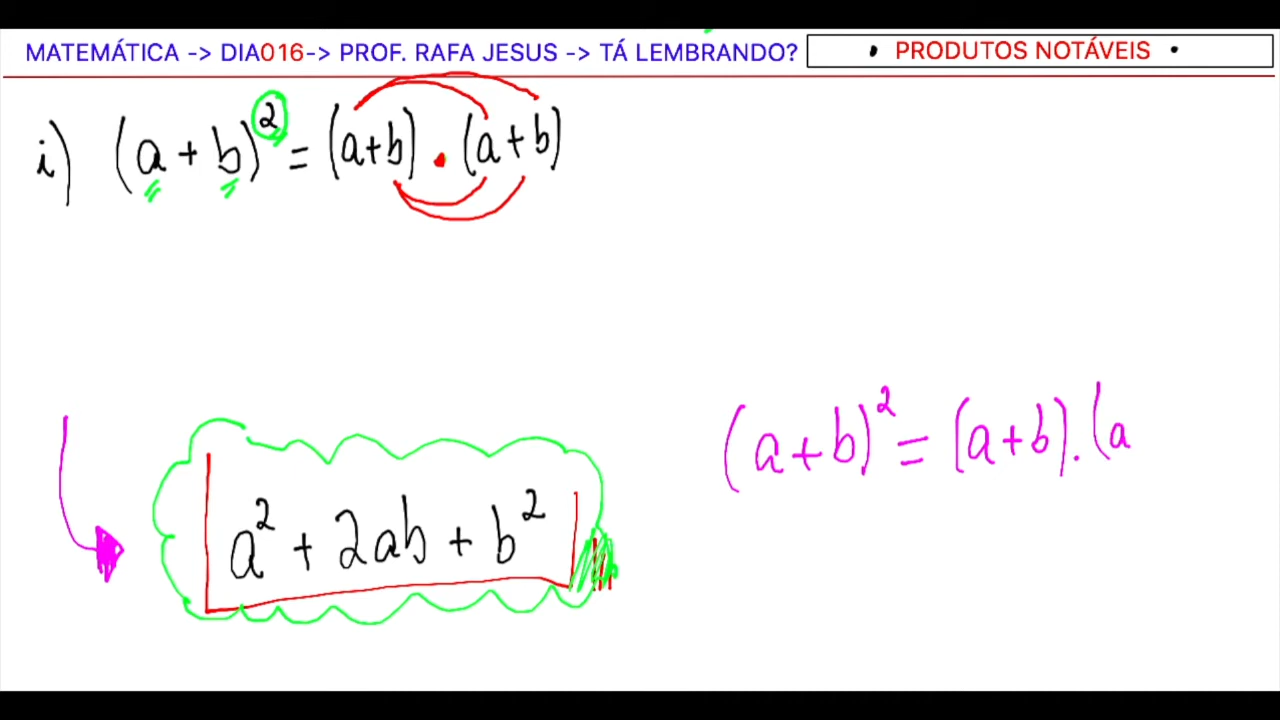 MATEMÁTICA -> DIA016-> PROF. RAFA JESUS -> TÁ LEMBRANDO?
• PRODUTOS NOTÁVEIS •
i) (a + b)² = (a+b) . (a+b)
(a+b)² = (a+b).(a
a² + 2ab + b²